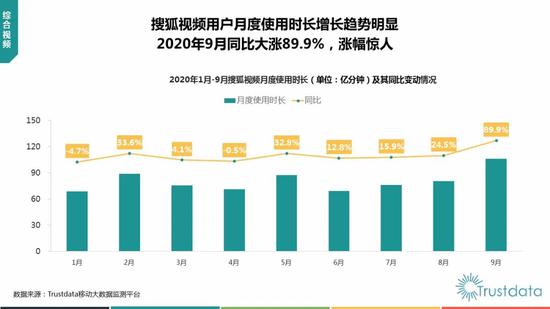 综合视频
搜狐视频用户月度使用时长增长趋势明显
2020年9月同比大涨89.9%，涨幅惊人
2020年1月-9月搜狐视频月度使用时长（单位：亿分钟）及其同比变动情况
月度使用时长 同比
150
120
90
60
30
0
-4.7% 33.6% 4.1% -0.5% 32.8% 12.8% 15.9% 24.5% 89.9%
1月 2月 3月 4月 5月 6月 7月 8月 9月
数据来源：Trustdata移动大数据监测平台
Trustdata